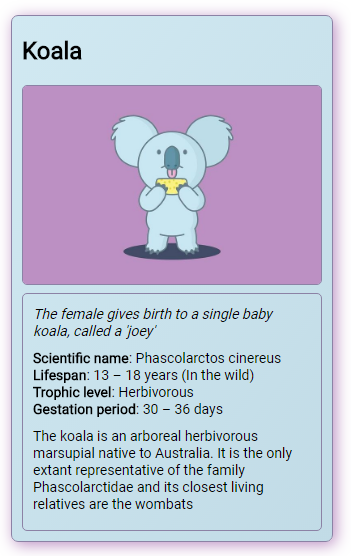 Koala
The female gives birth to a single baby
koala, called a 'joey'
Scientific name: Phascolarctos cinereus
Lifespan: 13 – 18 years (In the wild)
Trophic level: Herbivorous
Gestation period: 30 – 36 days
The koala is an arboreal herbivorous
marsupial native to Australia. It is the only
extant representative of the family
Phascolarctidae and its closest living
relatives are the wombats